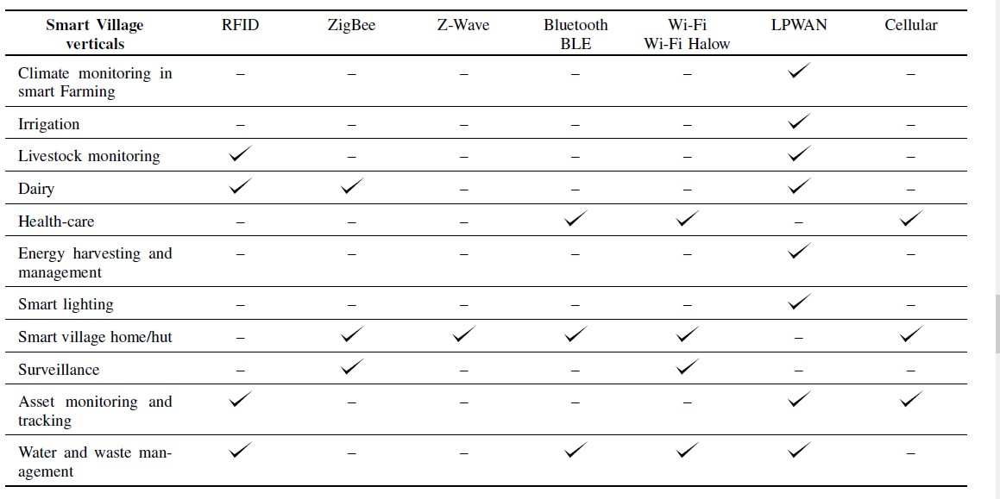 Smart Village verticals RFID ZigBee Z-Wave Bluetooth BLE Wi-Fi Wi-Fi Halow LPWAN Cellular
Climate monitoring in – – – – – ✓ –
smart Farming
Irrigation – – – – – ✓ –
Livestock monitoring ✓ – – – – ✓ –
Dairy ✓ ✓ – – – ✓ –
Health-care – – – ✓ ✓ – ✓
Energy harvesting and – – – – – ✓ –
management
Smart lighting – – – – – ✓ –
Smart village home/hut – ✓ ✓ ✓ ✓ – ✓
Surveillance – ✓ – – ✓ – –
Asset monitoring and ✓ – – – – ✓ ✓
tracking
Water and waste man- ✓ – – ✓ ✓ ✓ –
agement